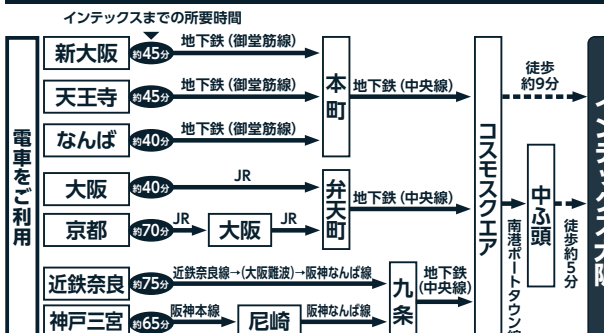 インテックスまでの所要時間
電車をご利用
新大阪
約45分
地下鉄（御堂筋線）
天王寺
約45分
地下鉄（御堂筋線）
なんば
約40分
地下鉄（御堂筋線）
本町
地下鉄（中央線）
大阪
約40分
JR
京都
約70分
JR
大阪
JR
弁天町
地下鉄（中央線）
近鉄奈良
約75分
近鉄奈良線→（大阪難波）→阪神なんば線
神戸三宮
約65分
阪神本線
尼崎
阪神なんば線
九条
地下鉄
（中央線）
コスモスクエア
徒歩
約9分
南港ポートタウン線
中ふ頭
徒歩約5分
インテックス大阪